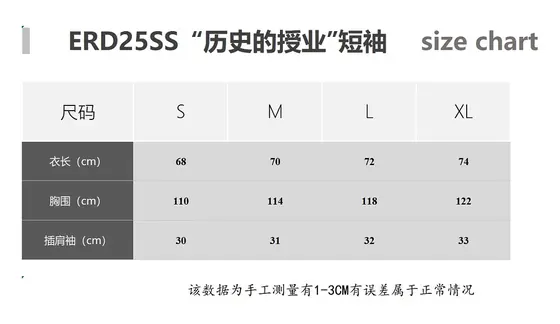 ERD25SS “历史的授业”短袖 size chart
尺码 S M L XL
衣长（cm） 68 70 72 74
胸围（cm） 110 114 118 122
插肩袖（cm） 30 31 32 33
该数据为手工测量有1-3CM有误差属于正常情况